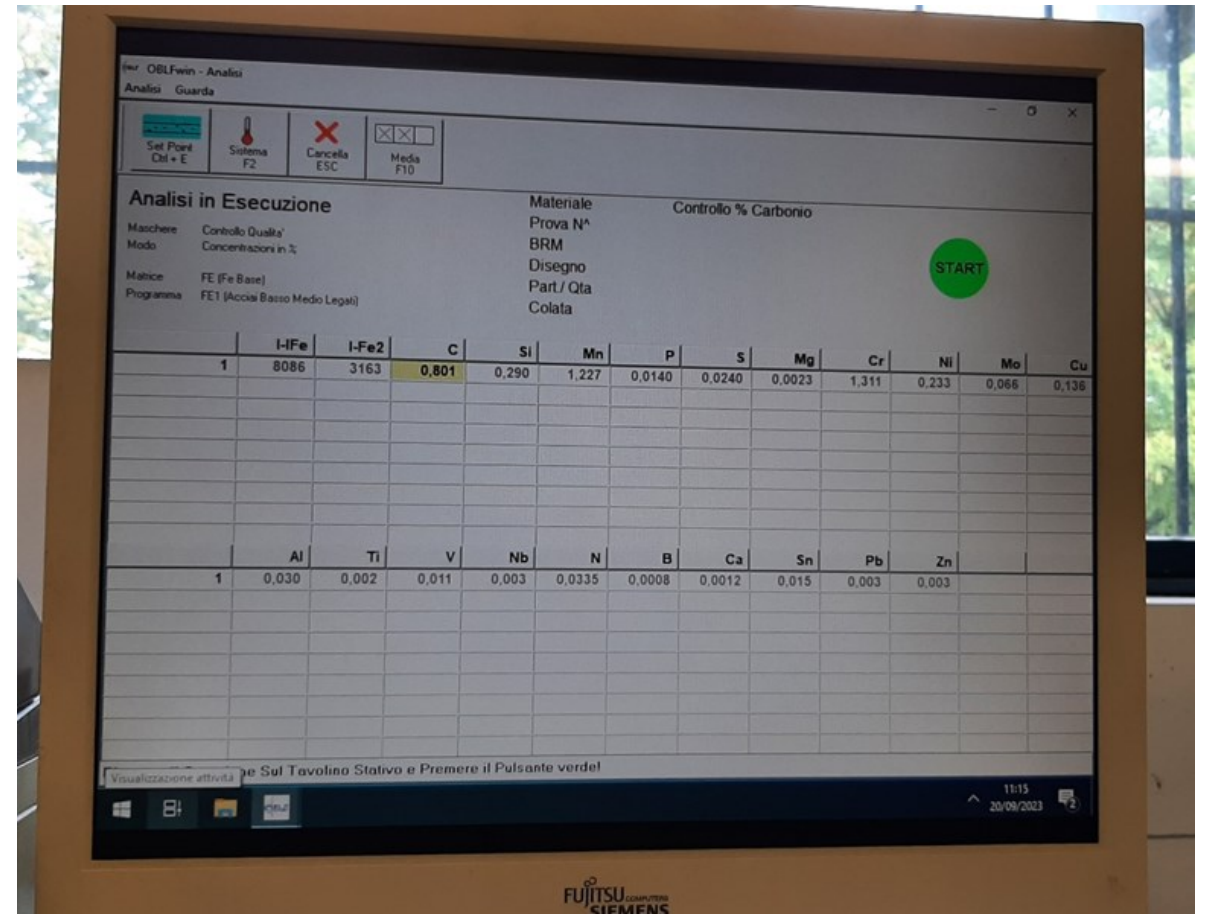 OBLFwin - Analisi
Analisi Guarda
Set Point Sistema Cancella Media
Ctrl + E F2 ESC F10
Analisi in Esecuzione
Maschere Controllo Qualita'
Modo Concentrazioni in %
Matrice FE (Fe Base)
Programma FE1 (Acciai Basso Medio Legati)
Materiale Controllo % Carbonio
Prova N^
BRM
Disegno
Part./ Qta
Colata
START
I-IFe I-Fe2 C Si Mn P S Mg Cr Ni Mo Cu
1 8086 3163 0,801 0,290 1,227 0,0140 0,0240 0,0023 1,311 0,233 0,066 0,136
Al Ti V Nb N B Ca Sn Pb Zn
1 0,030 0,002 0,011 0,003 0,0335 0,0008 0,0012 0,015 0,003 0,003
Sul Tavolino Stativo e Premere il Pulsante verde!
Visualizzazione attività
11:15
20/09/2023
2
FUJITSU COMPUTERS
SIEMENS